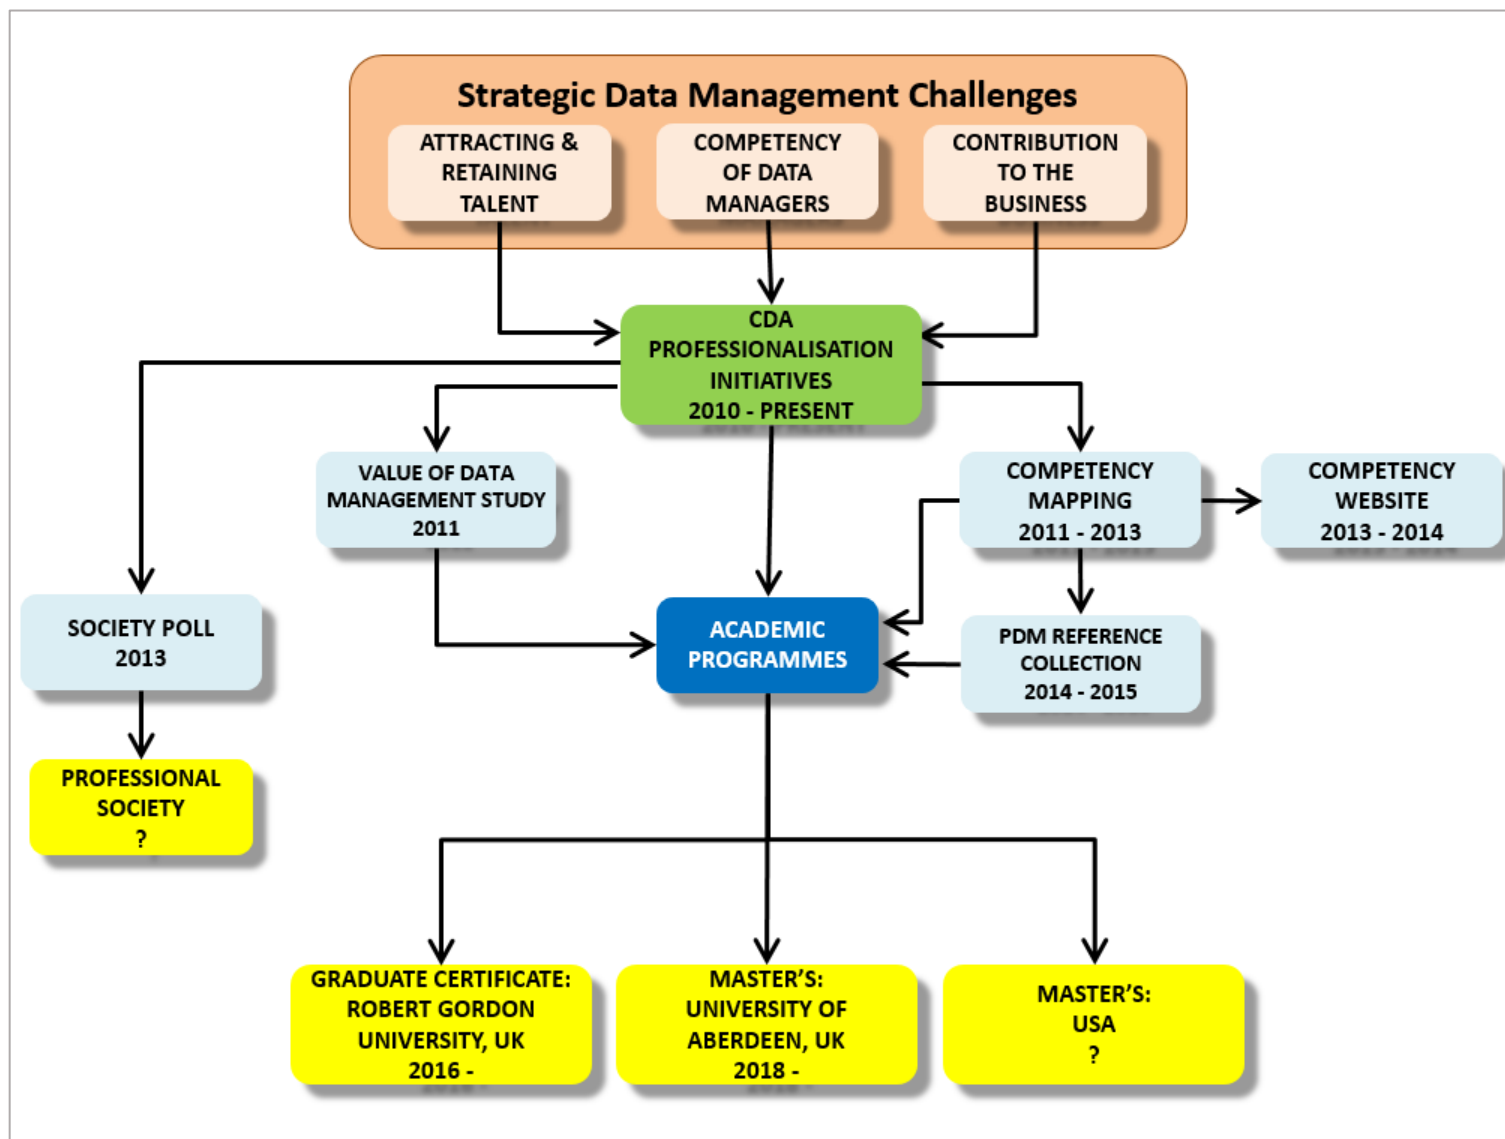 Strategic Data Management Challenges
ATTRACTING &
RETAINING
TALENT
COMPETENCY
OF DATA
MANAGERS
CONTRIBUTION
TO THE
BUSINESS
CDA
PROFESSIONALISATION
INITIATIVES
2010 - PRESENT
VALUE OF DATA
MANAGEMENT STUDY
2011
COMPETENCY
MAPPING
2011 - 2013
COMPETENCY
WEBSITE
2013 - 2014
SOCIETY POLL
2013
ACADEMIC
PROGRAMMES
PDM REFERENCE
COLLECTION
2014 - 2015
PROFESSIONAL
SOCIETY
?
GRADUATE CERTIFICATE:
ROBERT GORDON
UNIVERSITY, UK
2016 -
MASTER'S:
UNIVERSITY OF
ABERDEEN, UK
2018 -
MASTER'S:
USA
?